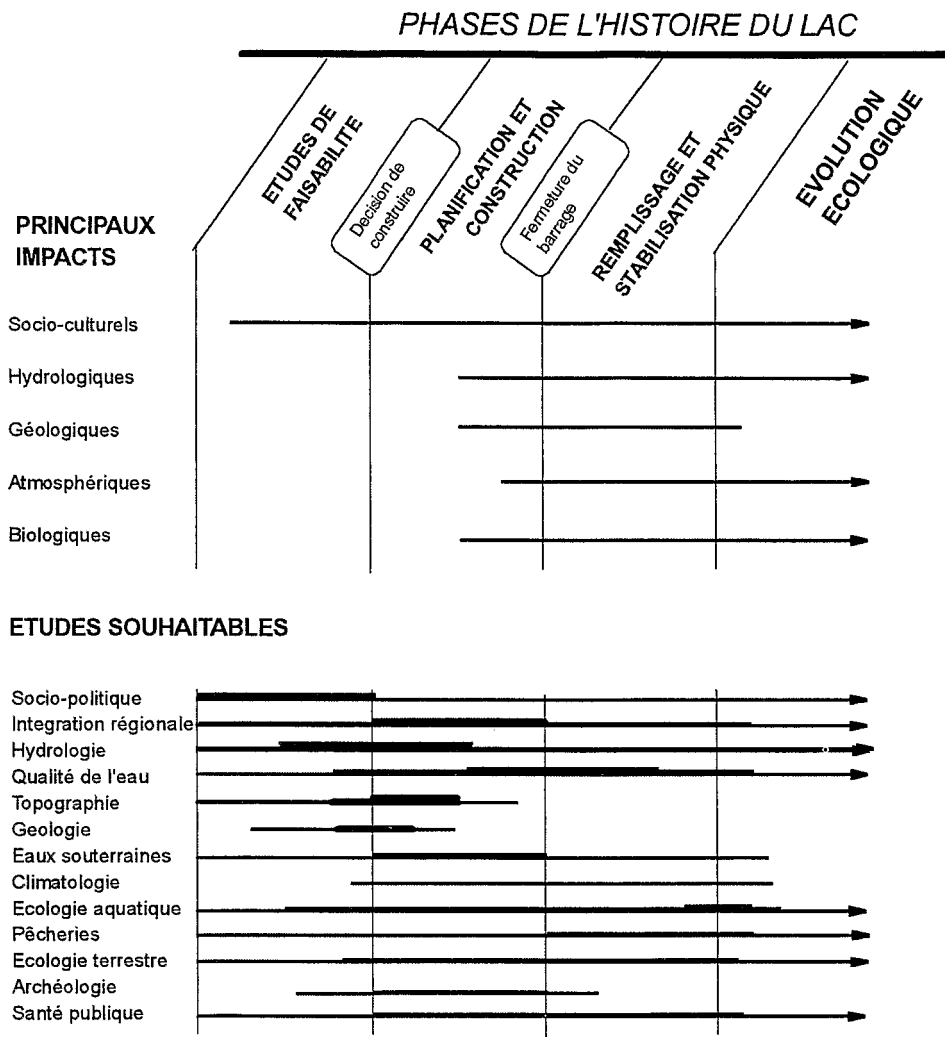 PHASES DE L'HISTOIRE DU LAC
ETUDES DE
FAISABILITE
Decision de
construire
PLANIFICATION ET
CONSTRUCTION
Fermeture du
barrage
REMPLISSAGE ET
STABILISATION PHYSIQUE
EVOLUTION
ECOLOGIQUE
PRINCIPAUX
IMPACTS
Socio-culturels
Hydrologiques
Géologiques
Atmosphériques
Biologiques
ETUDES SOUHAITABLES
Socio-politique
Integration régionale
Hydrologie
Qualité de l'eau
Topographie
Geologie
Eaux souterraines
Climatologie
Ecologie aquatique
Pêcheries
Ecologie terrestre
Archéologie
Santé publique